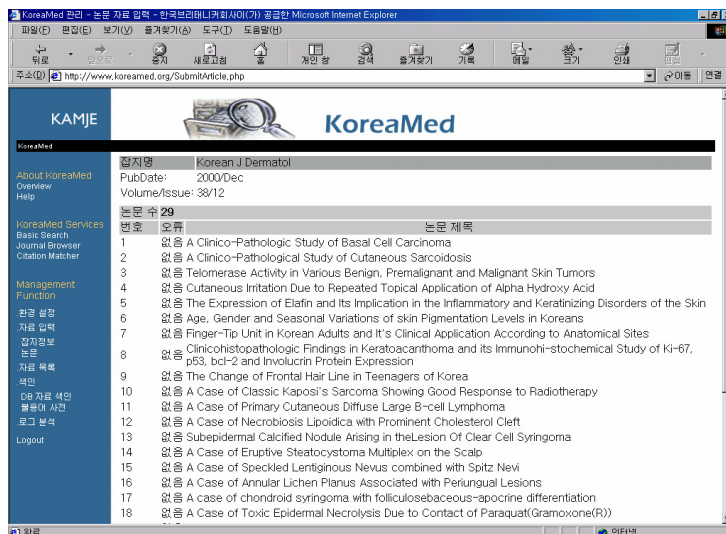 KoreaMed 관리 - 논문 자료 입력 - 한국브리태니커회사이(가) 공급한 Microsoft Internet Explorer
파일(F) 편집(E) 보기(V) 즐겨찾기(A) 도구(T) 도움말(H)
뒤로 앞으로 중지 새로고침 홈 개인 창 검색 즐겨찾기 기록 메일 크기 인쇄 편집
주소(D) http://www.koreamed.org/SubmitArticle.php 이동 연결
KAMJE
KoreaMed
KoreaMed
About KoreaMed
Overview
Help
KoreaMed Services
Basic Search
Journal Browser
Citation Matcher
Management Function
.환경 설정
.자료 입력
잡지정보
논문
.자료 목록
.색인
DB 자료 색인
불용어 사전
.로그 분석
Logout
잡지명 Korean J Dermatol
PubDate: 2000/Dec
Volume/Issue: 38/12
논문 수 29
번호 오류 논문 제목
1 없음 A Clinico-Pathologic Study of Basal Cell Carcinoma
2 없음 A Clinico-Pathological Study of Cutaneous Sarcoidosis
3 없음 Telomerase Activity in Various Benign, Premalignant and Malignant Skin Tumors
4 없음 Cutaneous Irritation Due to Repeated Topical Application of Alpha Hydroxy Acid
5 없음 The Expression of Elafin and Its Implication in the Inflammatory and Keratinizing Disorders of the Skin
6 없음 Age, Gender and Seasonal Variations of skin Pigmentation Levels in Koreans
7 없음 Finger-Tip Unit in Korean Adults and It's Clinical Application According to Anatomical Sites
8 없음 Clinicohistopathologic Findings in Keratoacanthoma and its Immunohi-stochemical Study of Ki-67,
p53, bcl-2 and Involucrin Protein Expression
9 없음 The Change of Frontal Hair Line in Teenagers of Korea
10 없음 A Case of Classic Kaposi's Sarcoma Showing Good Response to Radiotherapy
11 없음 A Case of Primary Cutaneous Diffuse Large B-cell Lymphoma
12 없음 A Case of Necrobiosis Lipoidica with Prominent Cholesterol Cleft
13 없음 Subepidermal Calcified Nodule Arising in theLesion Of Clear Cell Syringoma
14 없음 A Case of Eruptive Steatocystoma Multiplex on the Scalp
15 없음 A Case of Speckled Lentiginous Nevus combined with Spitz Nevi
16 없음 A Case of Annular Lichen Planus Associated with Periungual Lesions
17 없음 A case of chondroid syringoma with folliculosebaceous-apocrine differentiation
18 없음 A Case of Toxic Epidermal Necrolysis Due to Contact of Paraquat(Gramoxone(R))
완료 인터넷